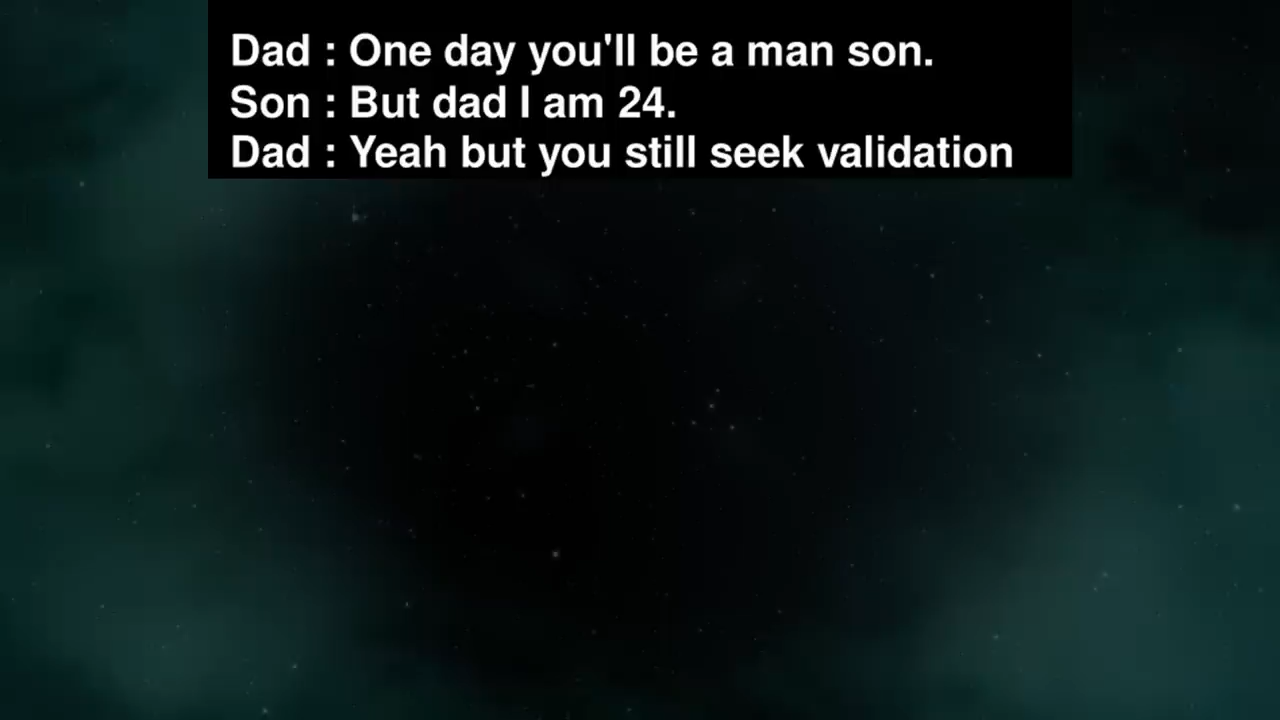 Dad : One day you'll be a man son.
Son : But dad I am 24.
Dad : Yeah but you still seek validation